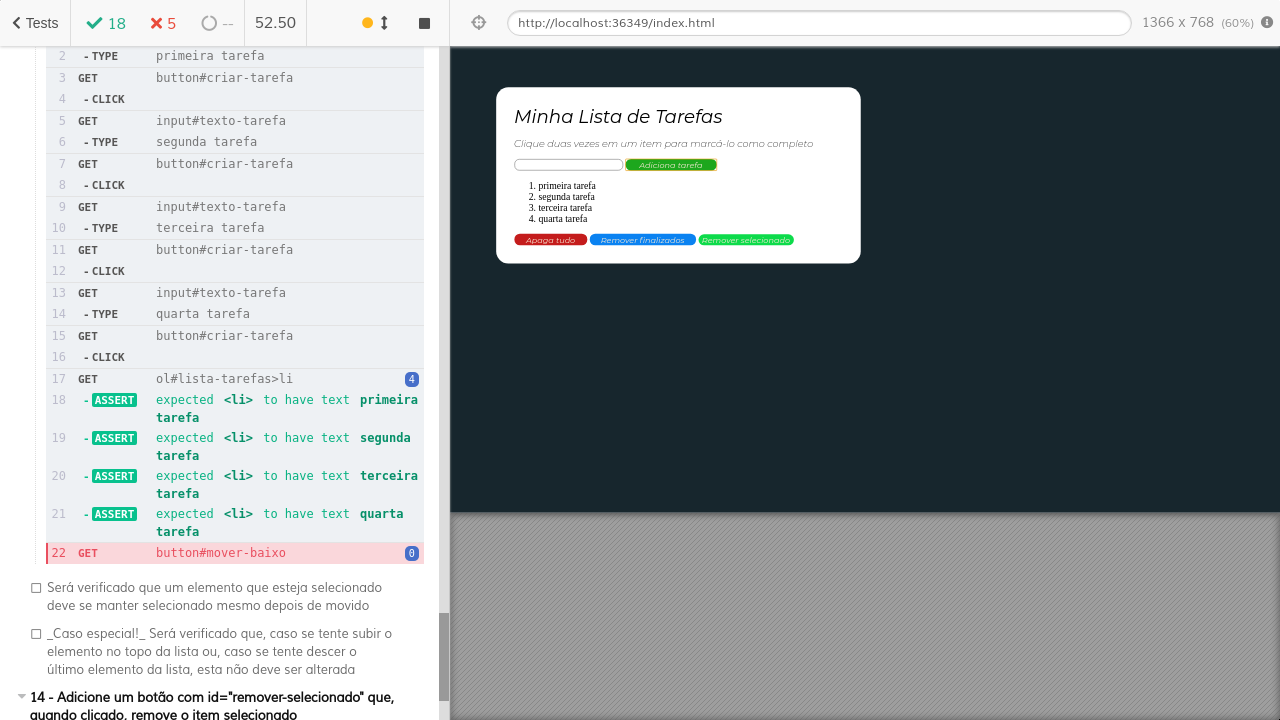 Tests 18 5 -- 52.50 http://localhost:36349/index.html 1366 x 768 (60%)
2 - TYPE primeira tarefa
3 GET button#criar-tarefa
4 - CLICK
5 GET input#texto-tarefa
6 - TYPE segunda tarefa
7 GET button#criar-tarefa
8 - CLICK
9 GET input#texto-tarefa
10 - TYPE terceira tarefa
11 GET button#criar-tarefa
12 - CLICK
13 GET input#texto-tarefa
14 - TYPE quarta tarefa
15 GET button#criar-tarefa
16 - CLICK
17 GET ol#lista-tarefas>li 4
18 - ASSERT expected <li> to have text primeira
tarefa
19 - ASSERT expected <li> to have text segunda
tarefa
20 - ASSERT expected <li> to have text terceira
tarefa
21 - ASSERT expected <li> to have text quarta
tarefa
22 GET button#mover-baixo 0
Será verificado que um elemento que esteja selecionado
deve se manter selecionado mesmo depois de movido
_Caso especial!_ Será verificado que, caso se tente subir o
elemento no topo da lista ou, caso se tente descer o
último elemento da lista, esta não deve ser alterada
14 - Adicione um botão com id="remover-selecionado" que,
quando clicado, remove o item selecionado
Minha Lista de Tarefas
Clique duas vezes em um item para marcá-lo como completo
Adiciona tarefa
1. primeira tarefa
2. segunda tarefa
3. terceira tarefa
4. quarta tarefa
Apaga tudo Remover finalizados Remover selecionado